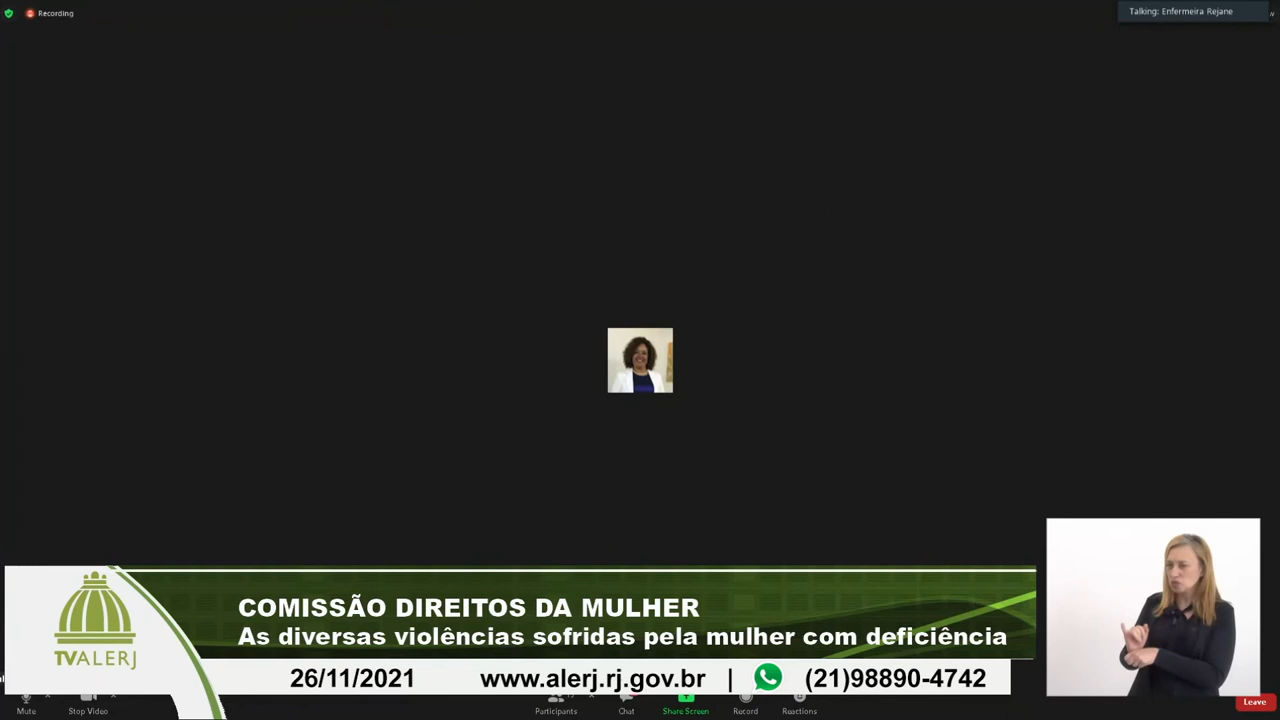 Recording
Talking: Enfermeira Rejane
COMISSÃO DIREITOS DA MULHER
As diversas violências sofridas pela mulher com deficiência
TVALERJ
26/11/2021 www.alerj.rj.gov.br | (21)98890-4742
Mute Stop Video Participants Chat Share Screen Record Reactions Leave